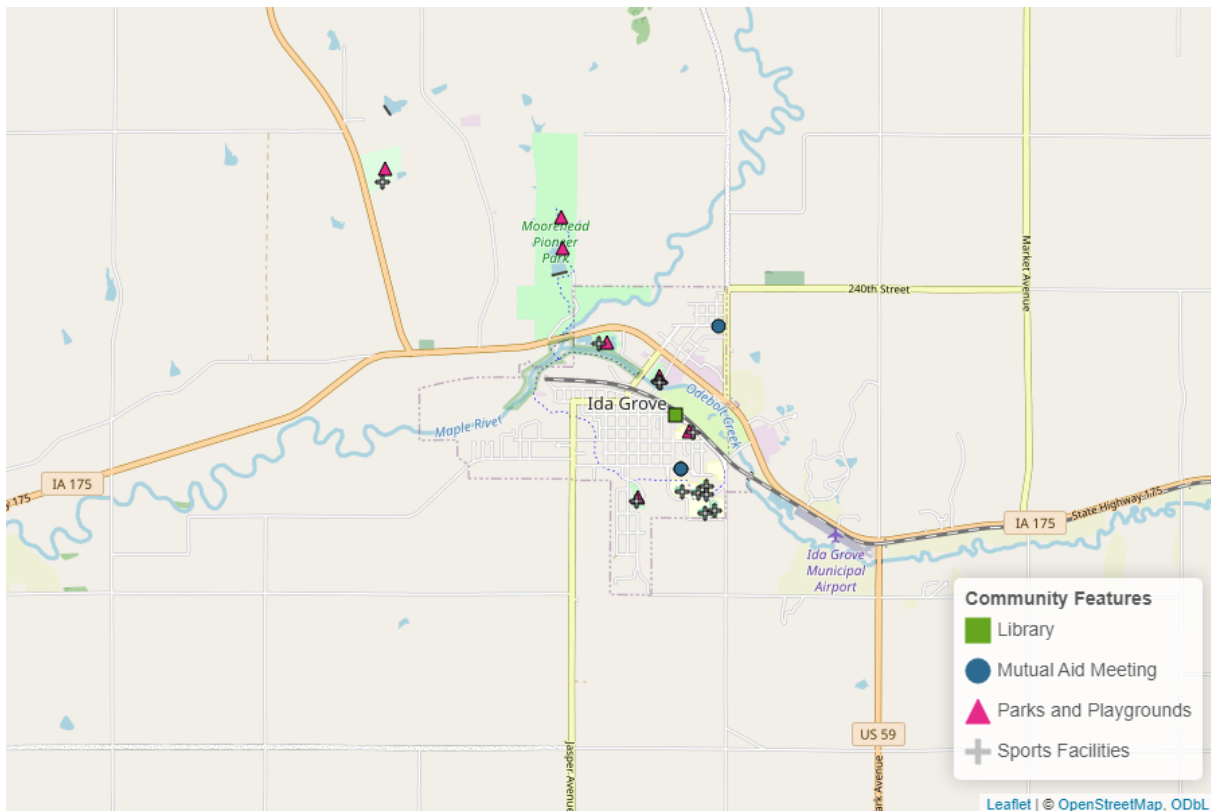 Moorehead
Pioneer
Park
240th Street
Market Avenue
Ida Grove
Odebolt Creek
Maple River
IA 175
y 175
IA 175
State Highway 175
Ida Grove
Municipal
Airport
US 59
Jasper Avenue
ark Avenue
Community Features
Library
Mutual Aid Meeting
Parks and Playgrounds
Sports Facilities
Leaflet | © OpenStreetMap, ODbL